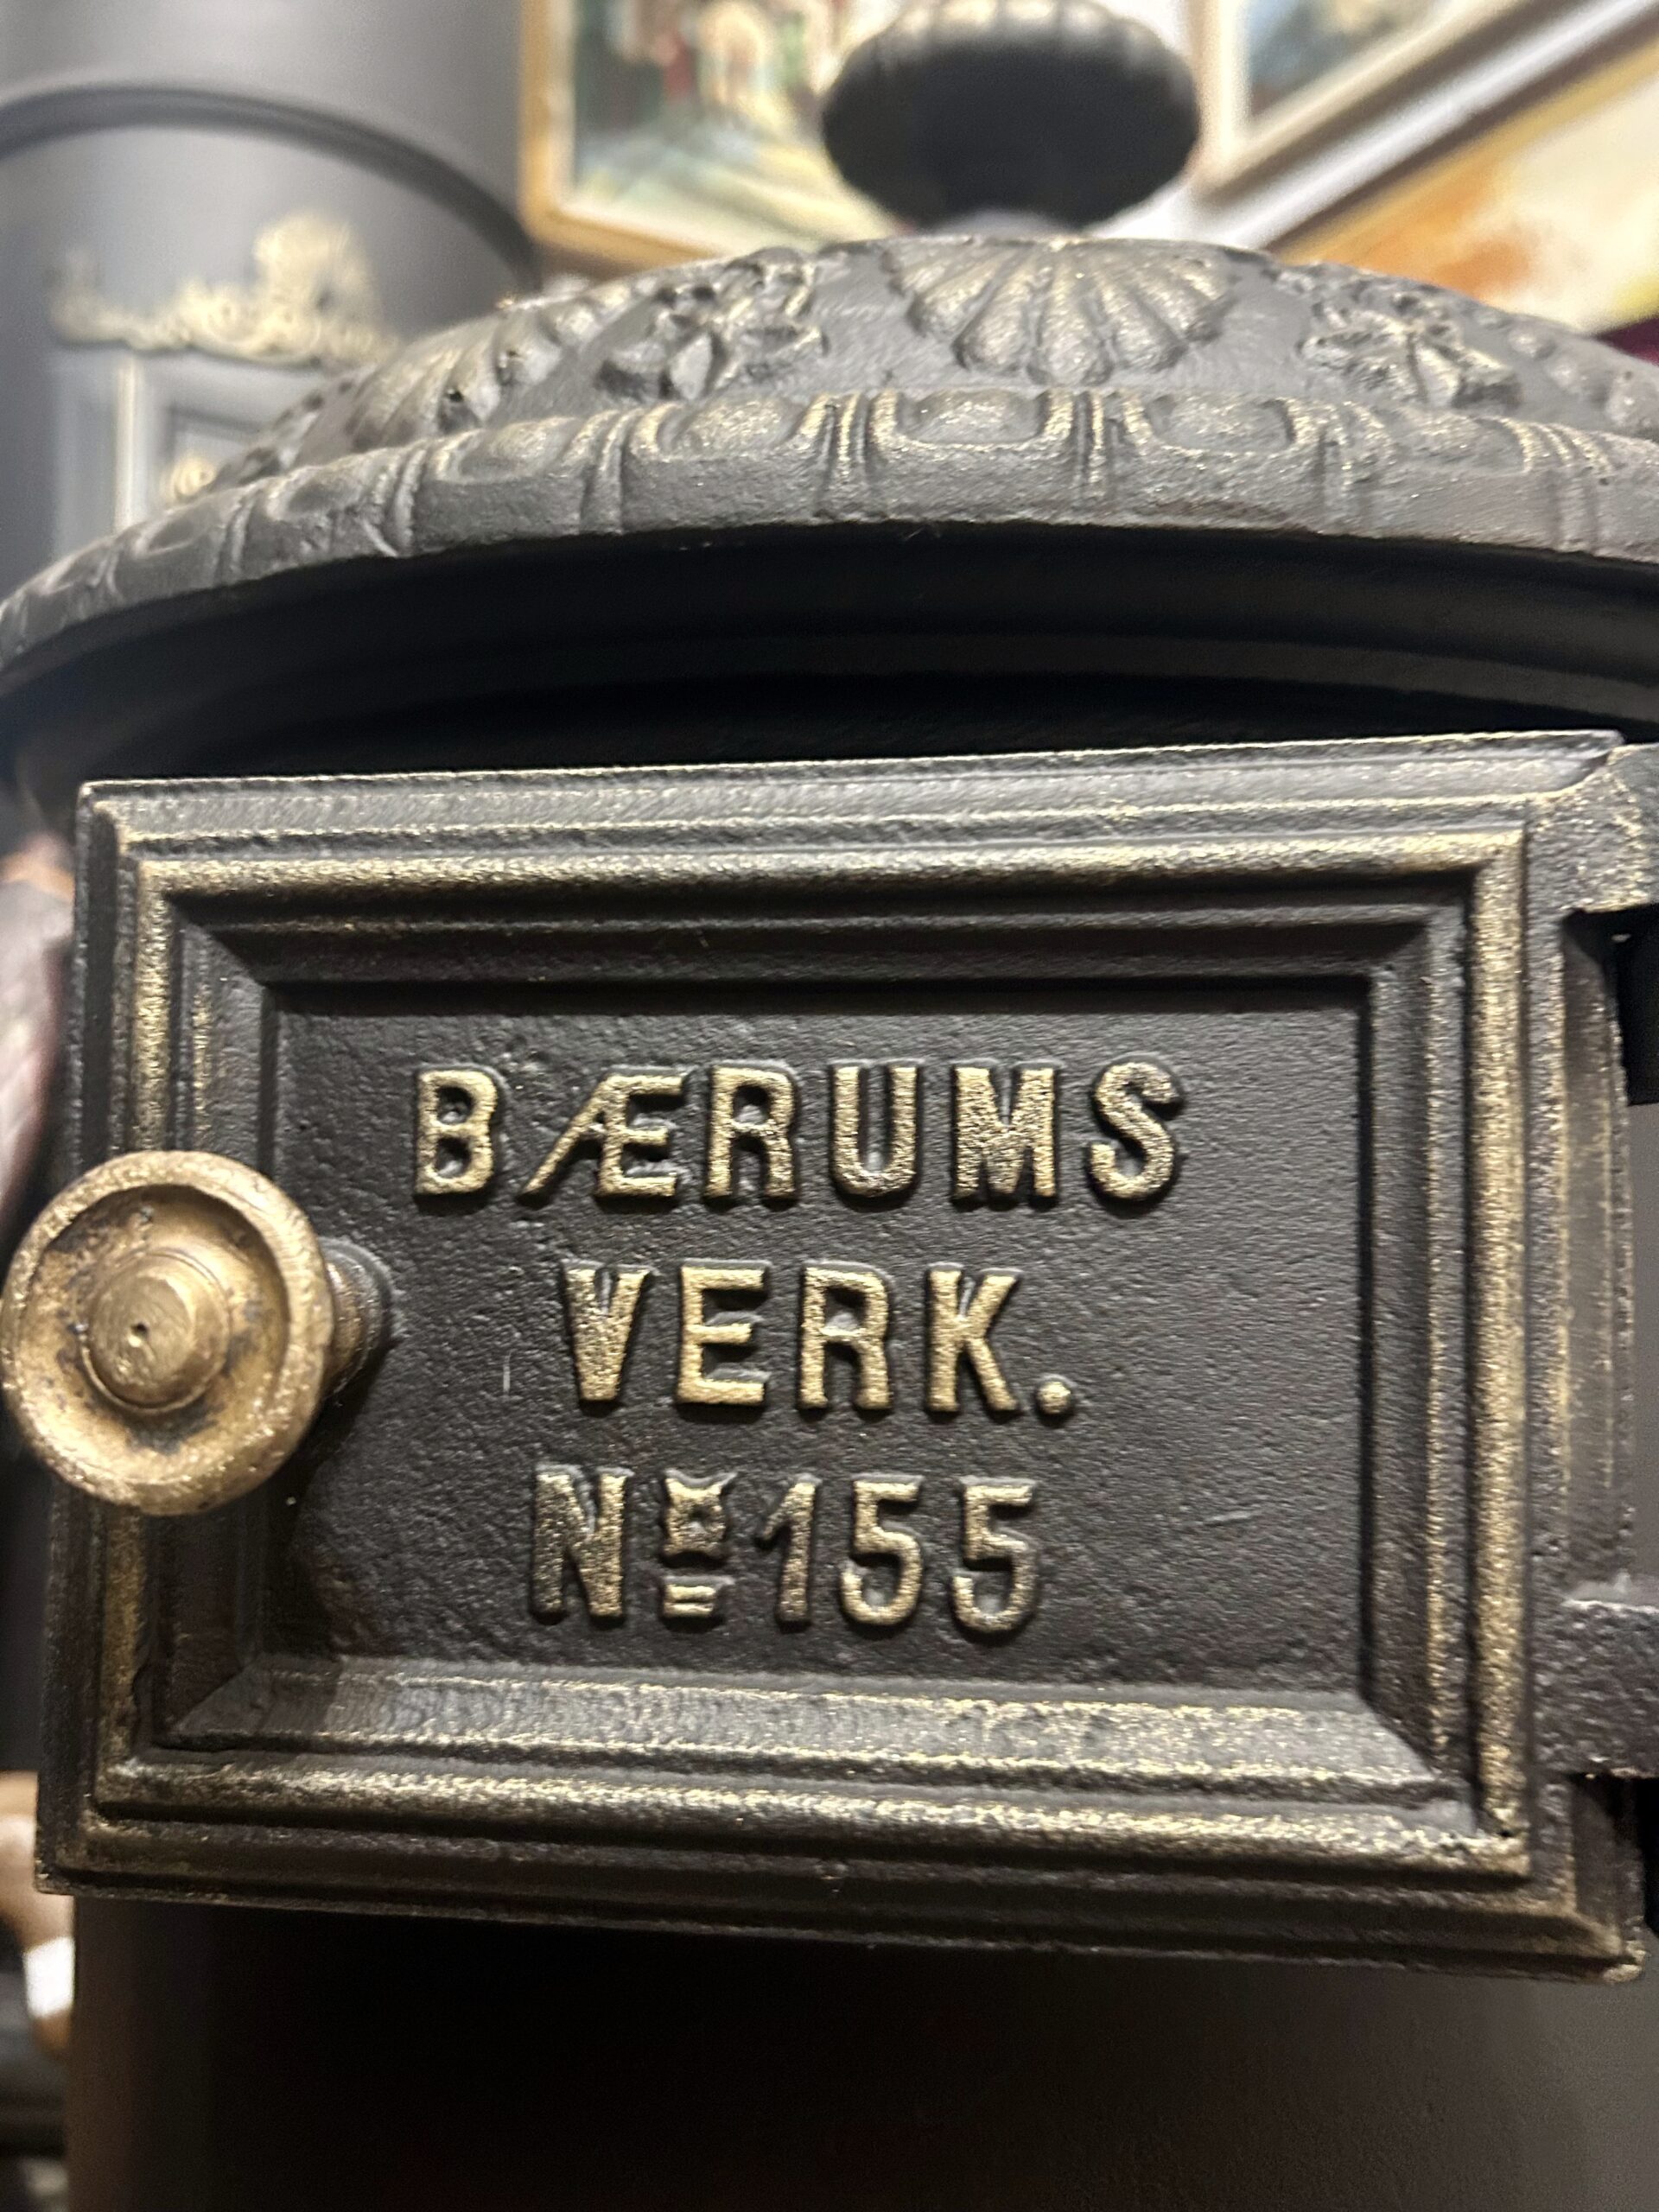 BÆRUMS
VERK.
Nº 155